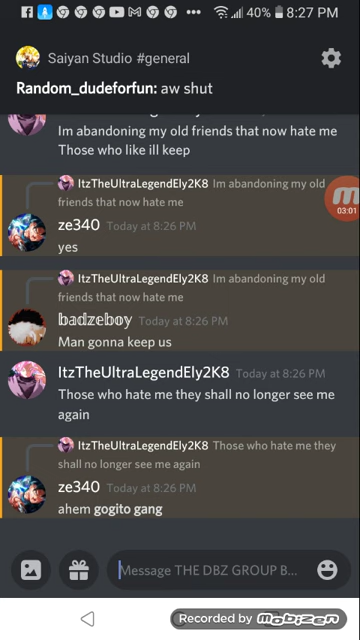 40% 8:27 PM
Saiyan Studio #general
Random_dudeforfun: aw shut
Im abandoning my old friends that now hate me
Those who like ill keep
ItzTheUltraLegendEly2K8 Im abandoning my old
friends that now hate me
ze340 Today at 8:26 PM
yes
03:01
ItzTheUltraLegendEly2K8 Im abandoning my old
friends that now hate me
badzeboy Today at 8:26 PM
Man gonna keep us
ItzTheUltraLegendEly2K8 Today at 8:26 PM
Those who hate me they shall no longer see me
again
ItzTheUltraLegendEly2K8 Those who hate me they
shall no longer see me again
ze340 Today at 8:26 PM
ahem gogito gang
Message THE DBZ GROUP B...
Recorded by mobizen